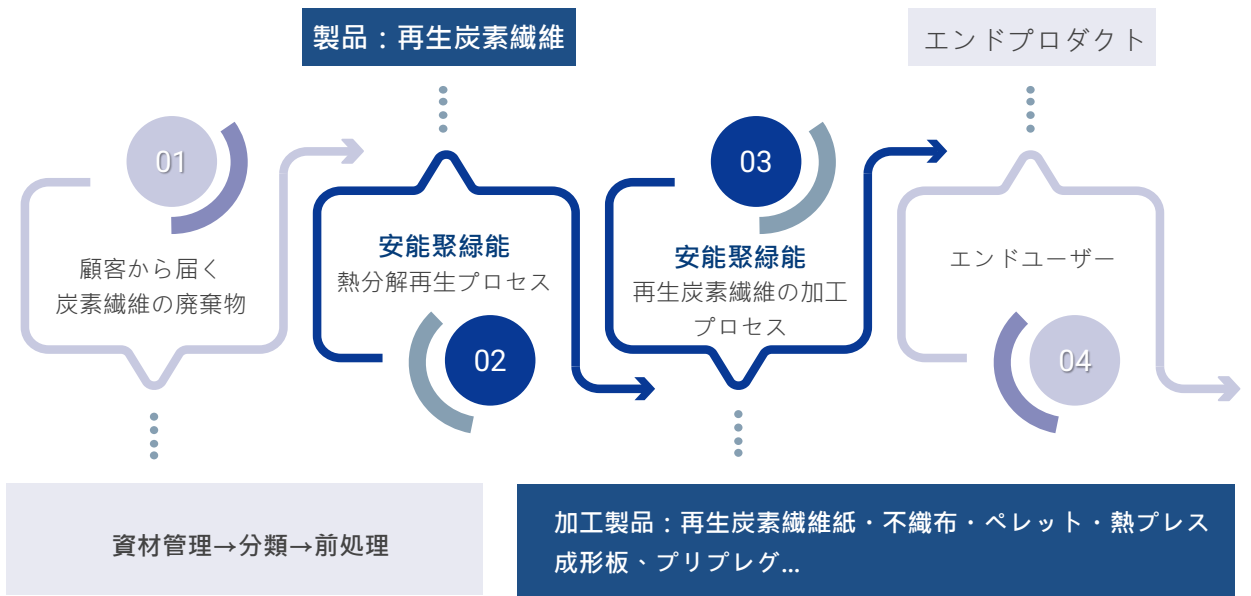 製品：再生炭素繊維
エンドプロダクト
01
顧客から届く
炭素繊維の廃棄物
安能聚緑能
熱分解再生プロセス
02
03
安能聚緑能
再生炭素繊維の加工
プロセス
エンドユーザー
04
資材管理→分類→前処理
加工製品：再生炭素繊維紙・不織布・ペレット・熱プレス
成形板、プリプレグ...